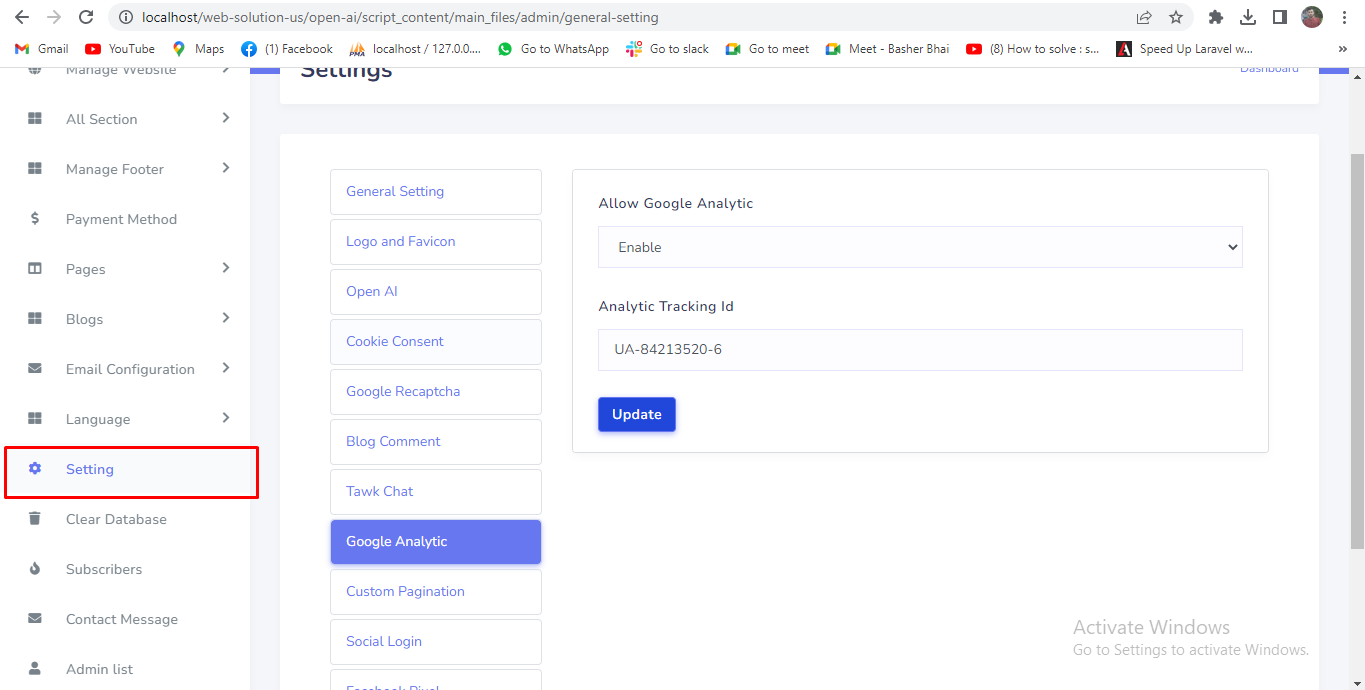 localhost/web-solution-us/open-ai/script_content/main_files/admin/general-setting
Gmail
YouTube
Maps
(1) Facebook
localhost / 127.0.0....
PMA
Go to WhatsApp
Go to slack
Go to meet
Meet - Basher Bhai
(8) How to solve : s...
Speed Up Laravel w...
»
Manage Website
All Section
Manage Footer
Payment Method
Pages
Blogs
Email Configuration
Language
Setting
Clear Database
Subscribers
Contact Message
Admin list
Settings
Dashboard
General Setting
Logo and Favicon
Open AI
Cookie Consent
Google Recaptcha
Blog Comment
Tawk Chat
Google Analytic
Custom Pagination
Social Login
Facebook Pixel
Allow Google Analytic
Enable
Analytic Tracking Id
UA-84213520-6
Update
Activate Windows
Go to Settings to activate Windows.